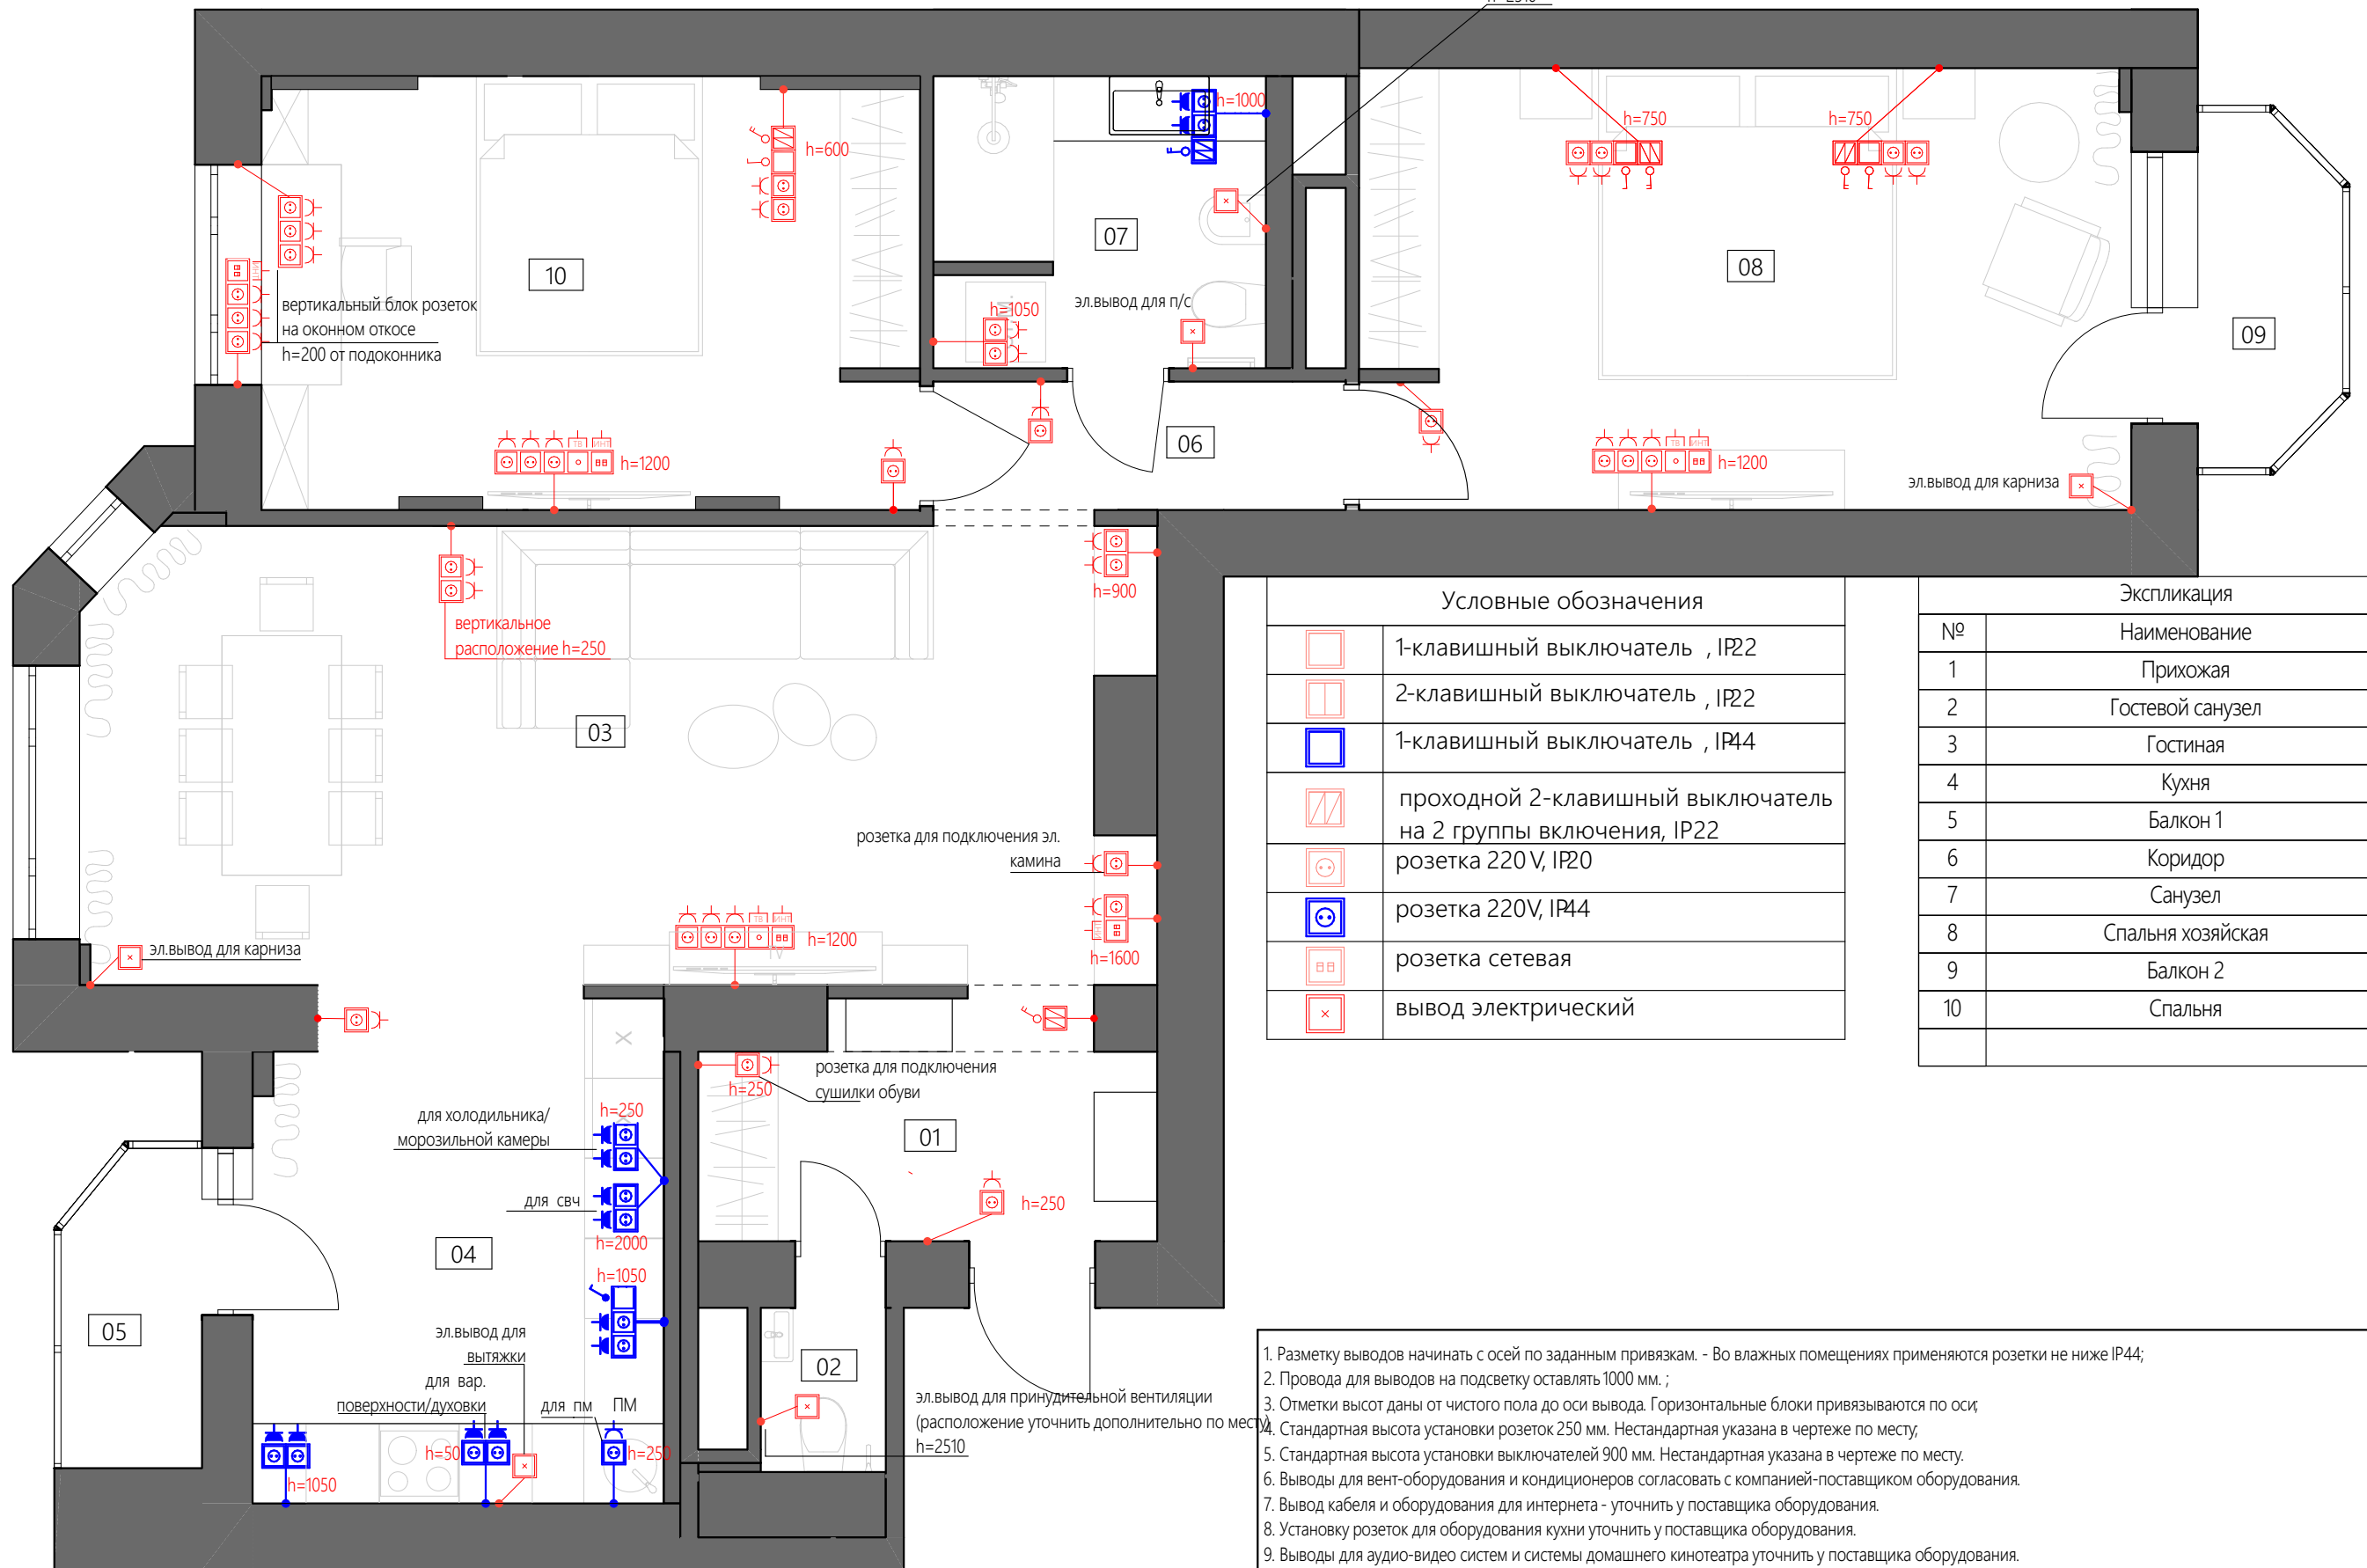 h=600
h=1000
h=750
h=750
07
10
08
09
ИНТ
вертикальный блок розеток
на оконном откосе
h=200 от подоконника
h=1050
эл.вывод для п/с
06
ТВ
ИНТ
h=1200
ТВ
ИНТ
h=1200
эл.вывод для карниза
h=900
вертикальное
расположение h=250
03
розетка для подключения эл.
камина
ТВ
ИНТ
h=1200
TV
ИНТ
h=1600
эл.вывод для карниза
розетка для подключения
сушилки обуви
h=250
для холодильника/
морозильной камеры
h=250
01
для свч
h=2000
h=250
04
h=1050
05
эл.вывод для
вытяжки
для вар.
поверхности/духовки
для пм
ПМ
02
h=1050
h=50
h=250
эл.вывод для принудительной вентиляции
(расположение уточнить дополнительно по месту)
h=2510
Условные обозначения
1-клавишный выключатель , IP22
2-клавишный выключатель , IP22
1-клавишный выключатель , IP44
проходной 2-клавишный выключатель
на 2 группы включения, IP22
розетка 220 V, IP20
розетка 220V, IP44
розетка сетевая
вывод электрический
Экспликация
№ Наименование
1 Прихожая
2 Гостевой санузел
3 Гостиная
4 Кухня
5 Балкон 1
6 Коридор
7 Санузел
8 Спальня хозяйская
9 Балкон 2
10 Спальня
1. Разметку выводов начинать с осей по заданным привязкам. - Во влажных помещениях применяются розетки не ниже IP44;
2. Провода для выводов на подсветку оставлять 1000 мм. ;
3. Отметки высот даны от чистого пола до оси вывода. Горизонтальные блоки привязываются по оси;
4. Стандартная высота установки розеток 250 мм. Нестандартная указана в чертеже по месту;
5. Стандартная высота установки выключателей 900 мм. Нестандартная указана в чертеже по месту.
6. Выводы для вент-оборудования и кондиционеров согласовать с компанией-поставщиком оборудования.
7. Вывод кабеля и оборудования для интернета - уточнить у поставщика оборудования.
8. Установку розеток для оборудования кухни уточнить у поставщика оборудования.
9. Выводы для аудио-видео систем и системы домашнего кинотеатра уточнить у поставщика оборудования.